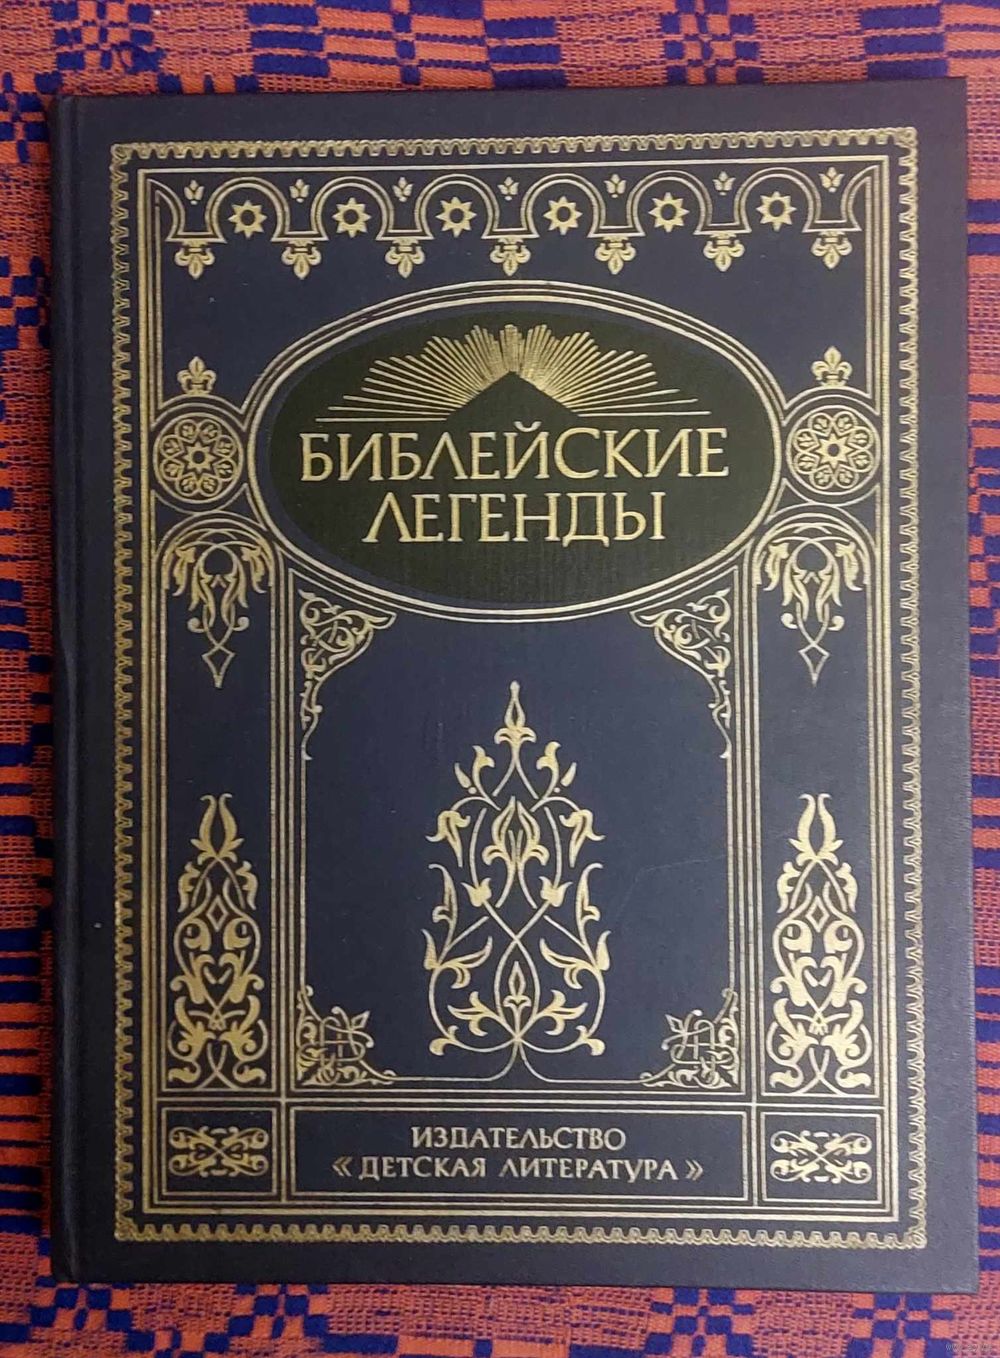 БИБЛЕЙСКИЕ
ЛЕГЕНДЫ
ИЗДАТЕЛЬСТВО
«ДЕТСКАЯ ЛИТЕРАТУРА»